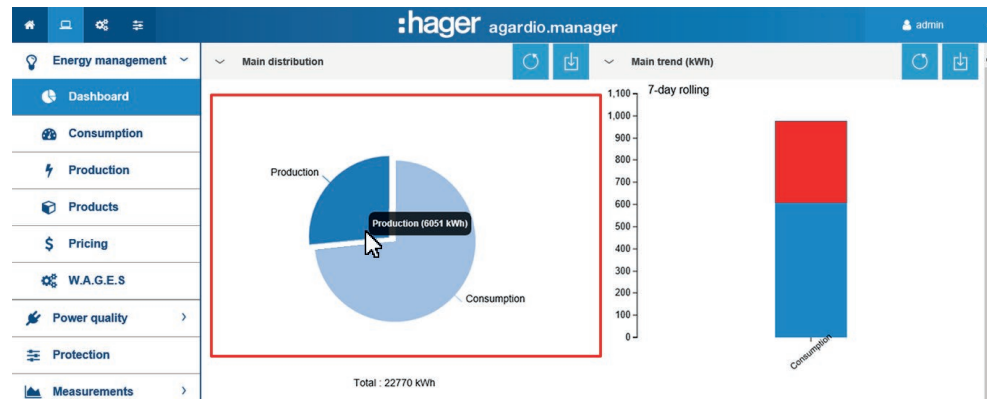 :hager agardio.manager
admin
Energy management
Dashboard
Consumption
Production
Products
$ Pricing
W.A.G.E.S
Power quality
Protection
Measurements
Main distribution
Production
Production (6051 kWh)
Consumption
Total : 22770 kWh
Main trend (kWh)
7-day rolling
1,100
1,000
900
800
700
600
500
400
300
200
100
0
Consumption